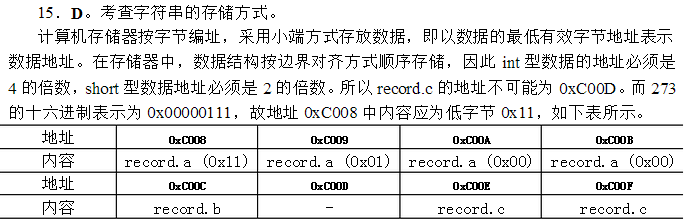 15．D。考查字符串的存储方式。
计算机存储器按字节编址，采用小端方式存放数据，即以数据的最低有效字节地址表示
数据地址。在存储器中，数据结构按边界对齐方式顺序存储，因此 int 型数据的地址必须是
4 的倍数，short 型数据地址必须是 2 的倍数。所以 record.c 的地址不可能为 0xC00D。而 273
的十六进制表示为 0x00000111，故地址 0xC008 中内容应为低字节 0x11，如下表所示。
地址 0xC008 0xC009 0xC00A 0xC00B
内容 record.a (0x11) record.a (0x01) record.a (0x00) record.a (0x00)
地址 0xC00C 0xC00D 0xC00E 0xC00F
内容 record.b - record.c record.c